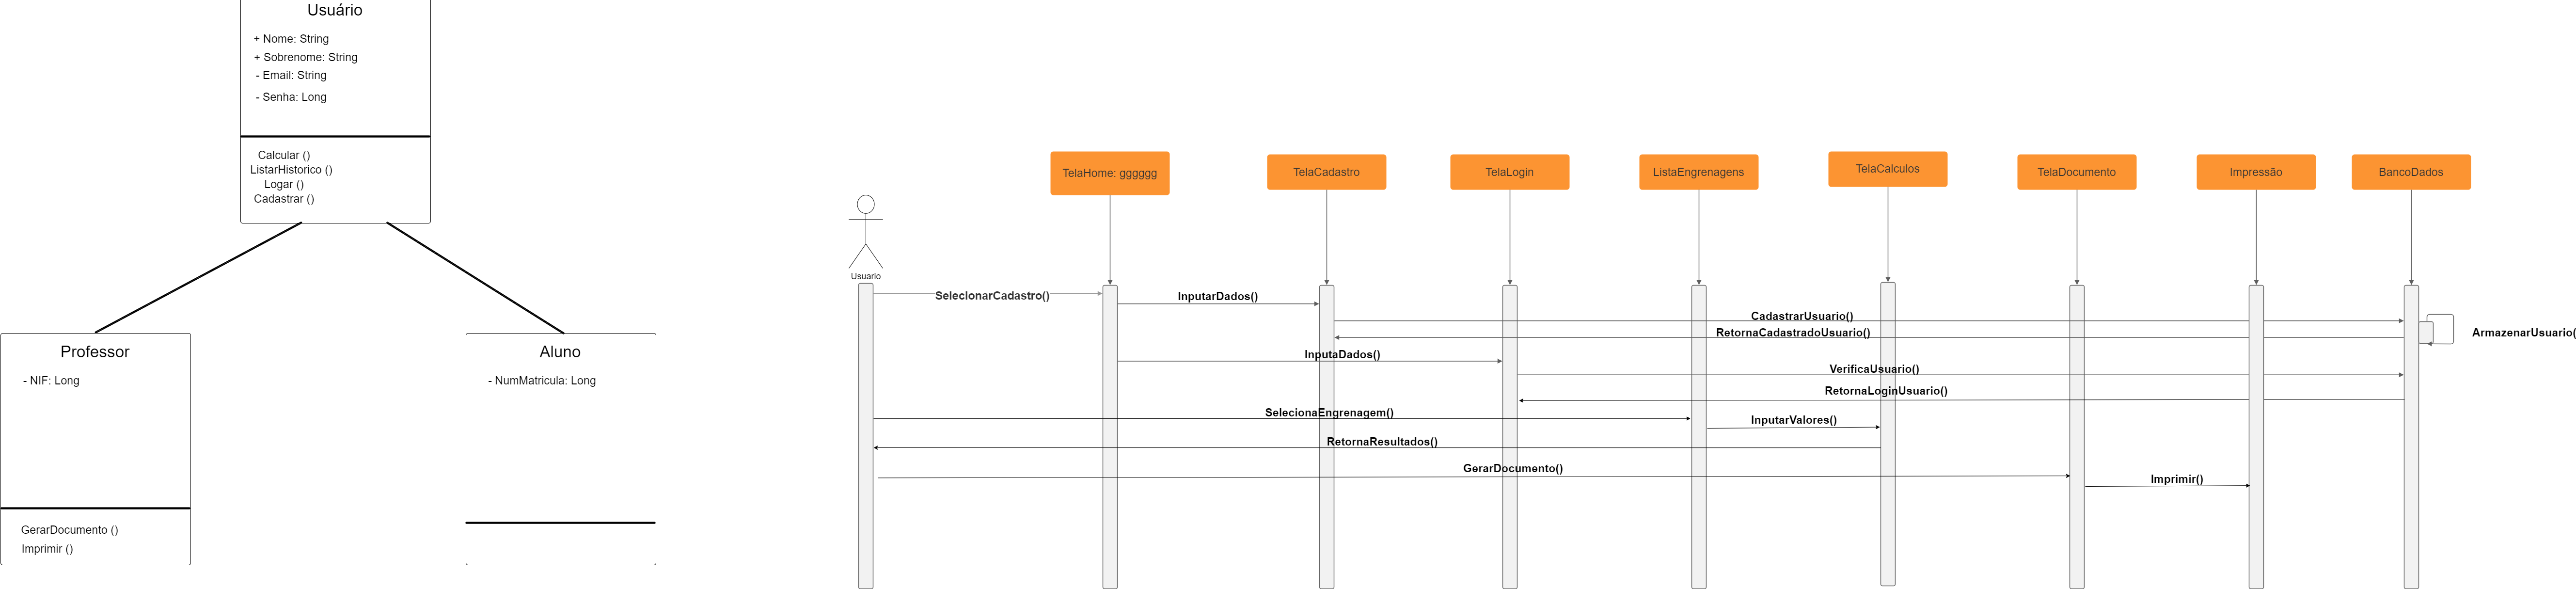 Usuário
+ Nome: String
+ Sobrenome: String
- Email: String
- Senha: Long
Calcular ()
ListarHistorico ()
Logar ()
Cadastrar ()
Professor
- NIF: Long
GerarDocumento ()
Imprimir ()
Aluno
- NumMatricula: Long
Usuario
TelaHome: gggggg
TelaCadastro
TelaLogin
ListaEngrenagens
TelaCalculos
TelaDocumento
Impressão
BancoDados
SelecionarCadastro()
InputarDados()
CadastrarUsuario()
RetornaCadastradoUsuario()
ArmazenarUsuario(
InputaDados()
VerificaUsuario()
RetornaLoginUsuario()
SelecionaEngrenagem()
InputarValores()
RetornaResultados()
GerarDocumento()
Imprimir()